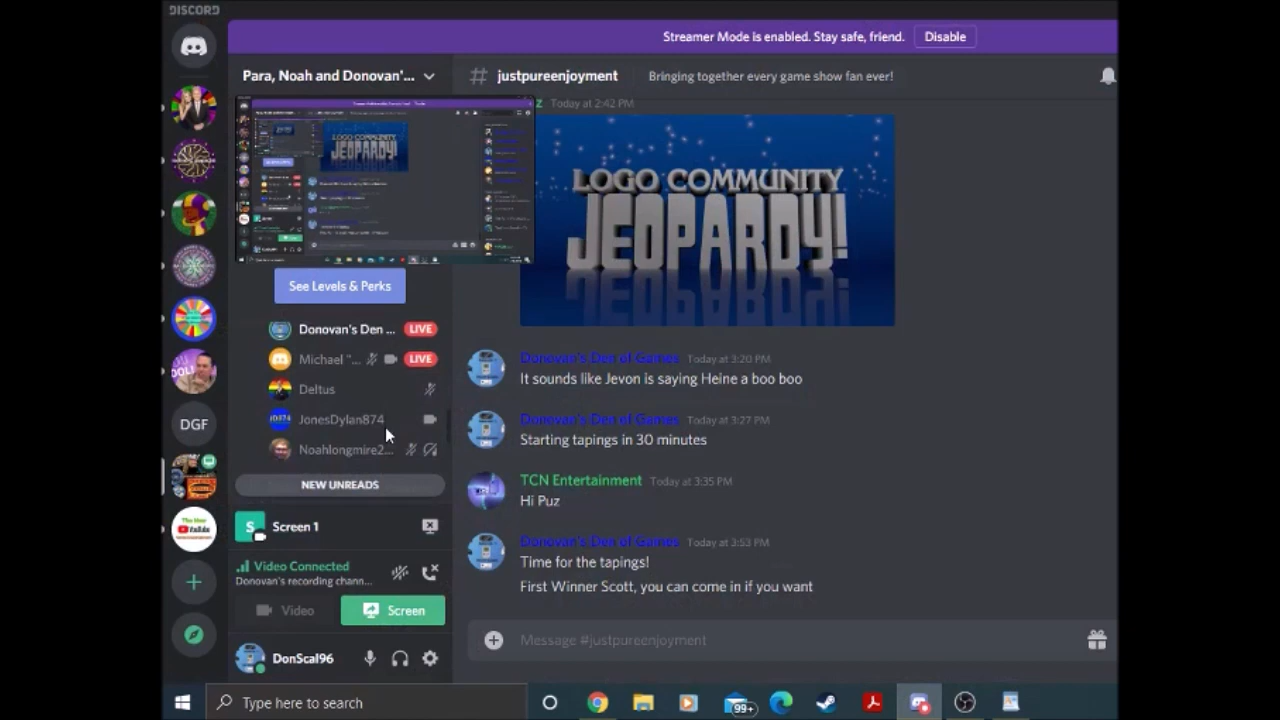 DISCORD
Streamer Mode is enabled. Stay safe, friend.
Disable
Para, Noah and Donovan'...
# justpureenjoyment
Bringing together every game show fan ever!
Z Today at 2:42 PM
LOGO COMMUNITY
JEOPARDY!
LOGO COMMUNITY
JEOPARDY!
See Levels & Perks
Donovan's Den ... LIVE
Michael "... LIVE
Deltus
JonesDylan874
Noahlongmire2...
NEW UNREADS
DGF
S Screen 1
Video Connected
Donovan's recording chann...
Video
Screen
DonScal96
Donovan's Den of Games Today at 3:20 PM
It sounds like Jevon is saying Heine a boo boo
Donovan's Den of Games Today at 3:27 PM
Starting tapings in 30 minutes
TCN Entertainment Today at 3:35 PM
Hi Puz
Donovan's Den of Games Today at 3:53 PM
Time for the tapings!
First Winner Scott, you can come in if you want
Message #justpureenjoyment
Type here to search
99+